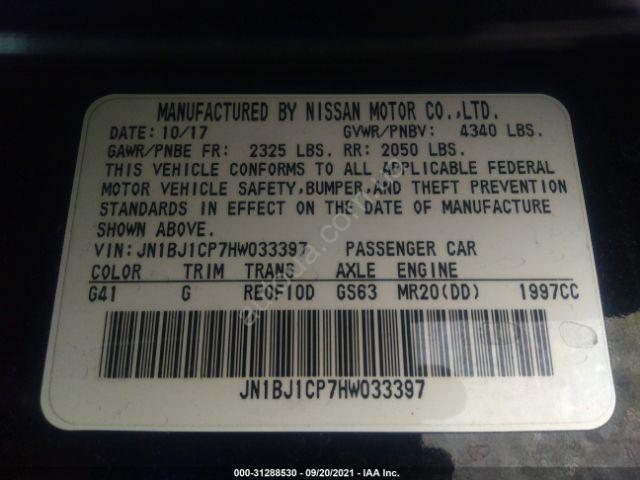 MANUFACTURED BY NISSAN MOTOR CO.,LTD.
DATE: 10/17 GVWR/PNBV: 4340 LBS.
GAWR/PNBE FR: 2325 LBS. RR: 2050 LBS.
THIS VEHICLE CONFORMS TO ALL APPLICABLE FEDERAL
MOTOR VEHICLE SAFETY,BUMPER,AND THEFT PREVENTION
STANDARDS IN EFFECT ON THE DATE OF MANUFACTURE
SHOWN ABOVE.
VIN:JN1BJ1CP7HW033397 PASSENGER CAR
COLOR TRIM TRANS AXLE ENGINE
G41 G RE0F10D GS63 MR20(DD) 1997CC
JN1BJ1CP7HW033397
000-31288530 - 09/20/2021 - IAA Inc.